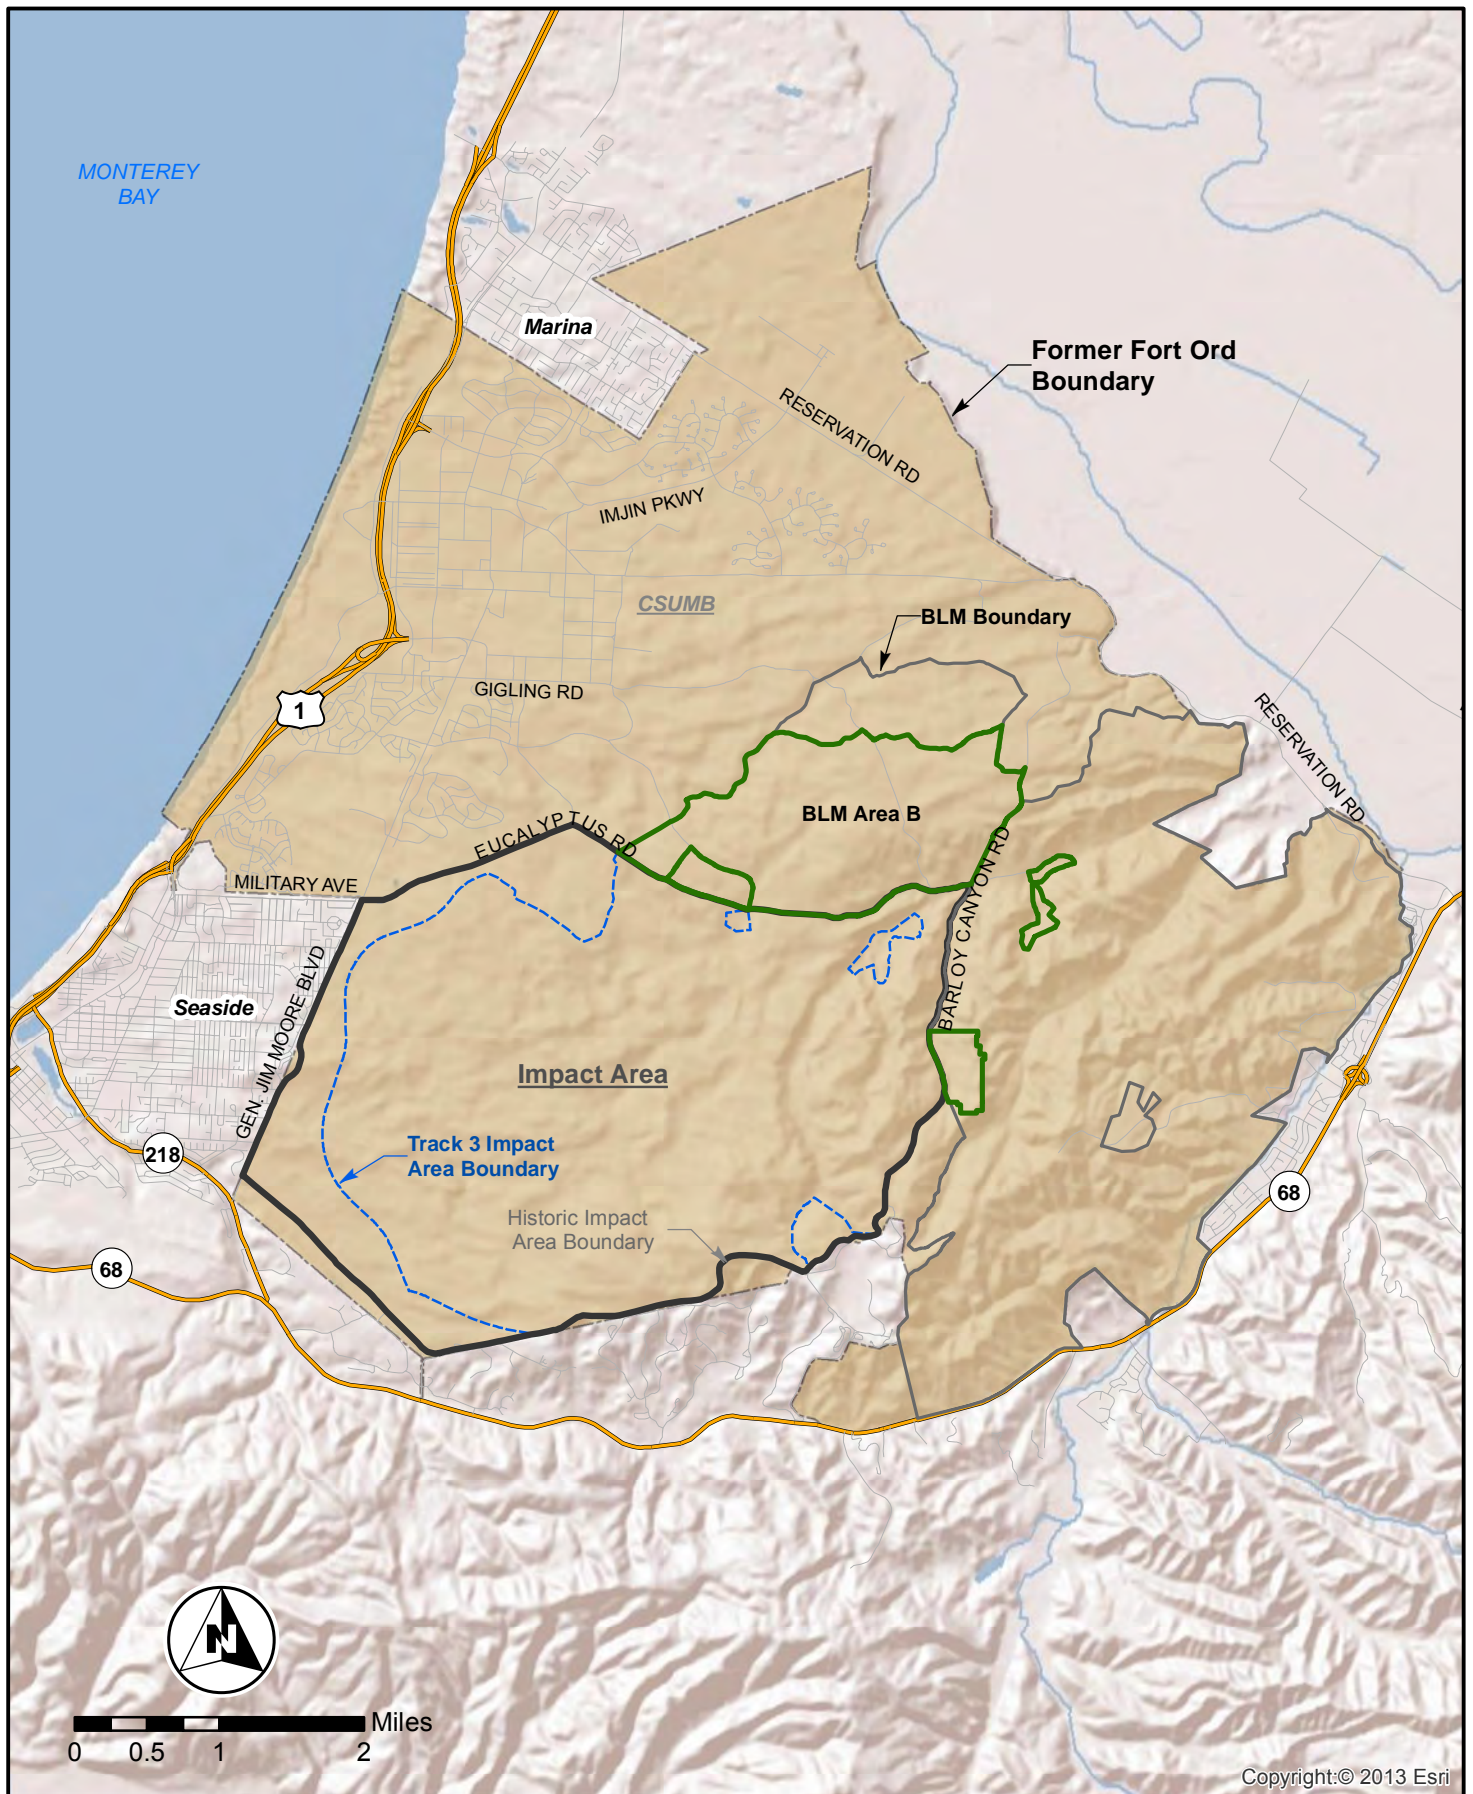 MONTEREY
BAY
Marina
Former Fort Ord
Boundary
RESERVATION RD
IMJIN PKWY
CSUMB
BLM Boundary
GIGLING RD
1
RESERVATION RD
BLM Area B
EUCALYPTUS RD
MILITARY AVE
BARLOY CANYON RD
GEN. JIM MOORE BLVD
Seaside
Impact Area
Track 3 Impact
Area Boundary
218
68
Historic Impact
Area Boundary
68
N
Miles
0 0.5 1 2
Copyright:© 2013 Esri